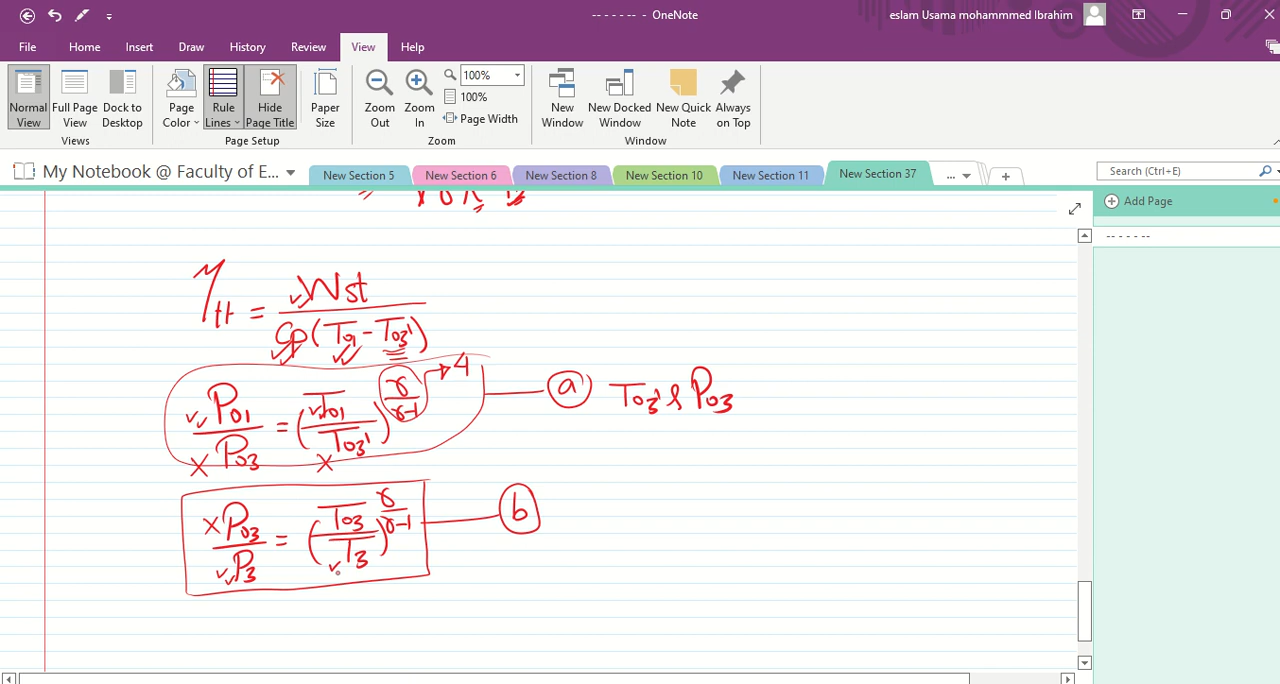 ------ - OneNote
eslam Usama mohammmed Ibrahim
File Home Insert Draw History Review View Help
Normal View
Full Page View
Dock to Desktop
Page Color
Rule Lines
Hide Page Title
Paper Size
Zoom Out
Zoom In
100%
100%
Page Width
New Window
New Docked Window
New Quick Note
Always on Top
Views Page Setup Zoom Window
My Notebook @ Faculty of E...
New Section 5 New Section 6 New Section 8 New Section 10 New Section 11 New Section 37 ...
Search (Ctrl+E)
Add Page
------
η_tt = Wst / Cp(T01 - T03')
P01/P03 = (T01/T03')^(γ/γ-1) → 4 — a T03' & P03
P03/P3 = (T03/T3)^(γ/γ-1) — b